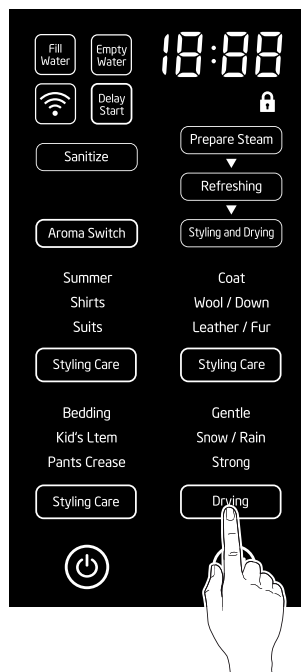 Fill
Water
Empty
Water
18:88
Delay
Start
Sanitize
Prepare Steam
Refreshing
Aroma Switch
Styling and Drying
Summer
Shirts
Suits
Styling Care
Coat
Wool / Down
Leather / Fur
Styling Care
Bedding
Kid's Ltem
Pants Crease
Styling Care
Gentle
Snow / Rain
Strong
Drying